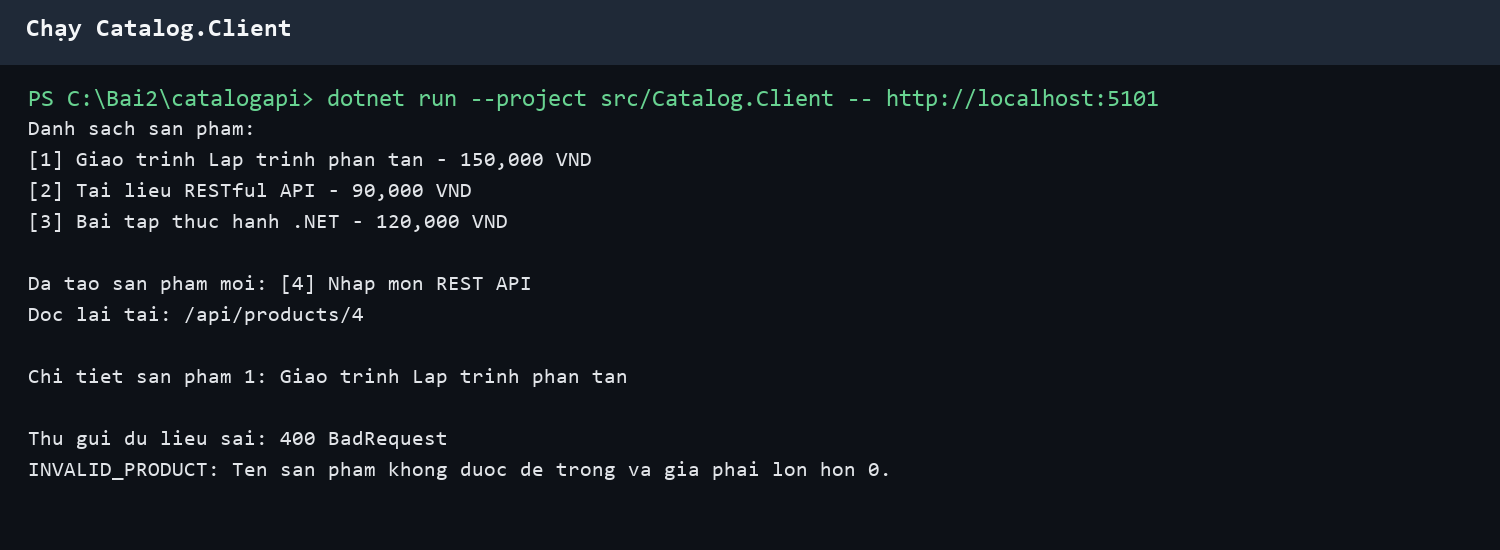 Chạy Catalog.Client
PS C:\Bai2\catalogapi> dotnet run --project src/Catalog.Client -- http://localhost:5101
Danh sach san pham:
[1] Giao trinh Lap trinh phan tan - 150,000 VND
[2] Tai lieu RESTful API - 90,000 VND
[3] Bai tap thuc hanh .NET - 120,000 VND
Da tao san pham moi: [4] Nhap mon REST API
Doc lai tai: /api/products/4
Chi tiet san pham 1: Giao trinh Lap trinh phan tan
Thu gui du lieu sai: 400 BadRequest
INVALID_PRODUCT: Ten san pham khong duoc de trong va gia phai lon hon 0.